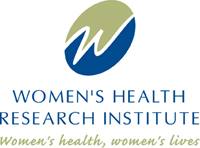 W
WOMEN'S HEALTH
RESEARCH INSTITUTE
Women's health, women's lives